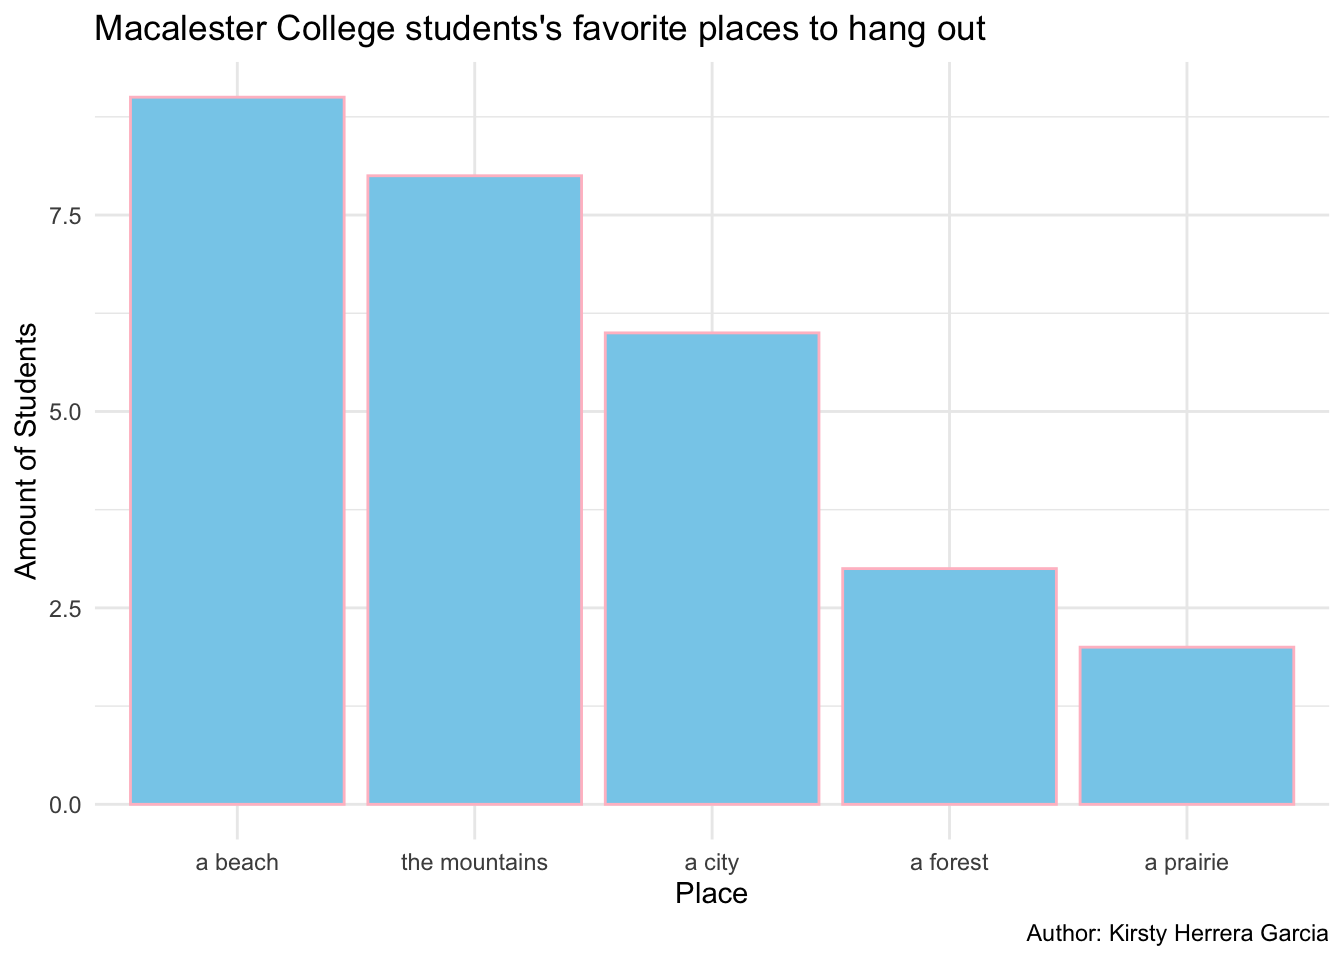 Macalester College students's favorite places to hang out
Amount of Students
7.5
5.0
2.5
0.0
a beach the mountains a city a forest a prairie
Place
Author: Kirsty Herrera Garcia